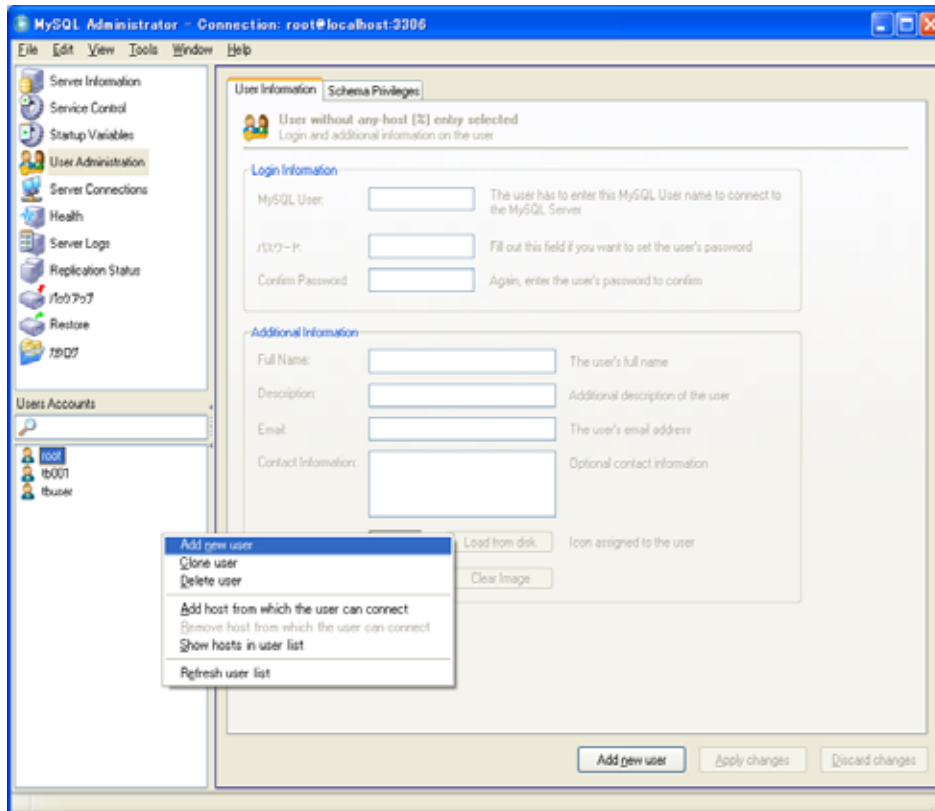 MySQL Administrator - Connection: root@localhost:3306
File Edit View Tools Window Help
Server Information
Service Control
Startup Variables
User Administration
Server Connections
Health
Server Logs
Replication Status
バックアップ
Restore
カタログ
Users Accounts
root
tb001
tbuser
User Information Schema Privileges
User without any-host (%) entry selected
Login and additional information on the user
Login Information
MySQL User: The user has to enter this MySQL User name to connect to
the MySQL Server
パスワード: Fill out this field if you want to set the user's password
Confirm Password: Again, enter the user's password to confirm
Additional Information
Full Name: The user's full name
Description: Additional description of the user
Email: The user's email address
Contact Information: Optional contact information
Load from disk. Icon assigned to the user
Clear Image
Add new user
Clone user
Delete user
Add host from which the user can connect
Remove host from which the user can connect
Show hosts in user list
Refresh user list
Add new user Apply changes Discard changes